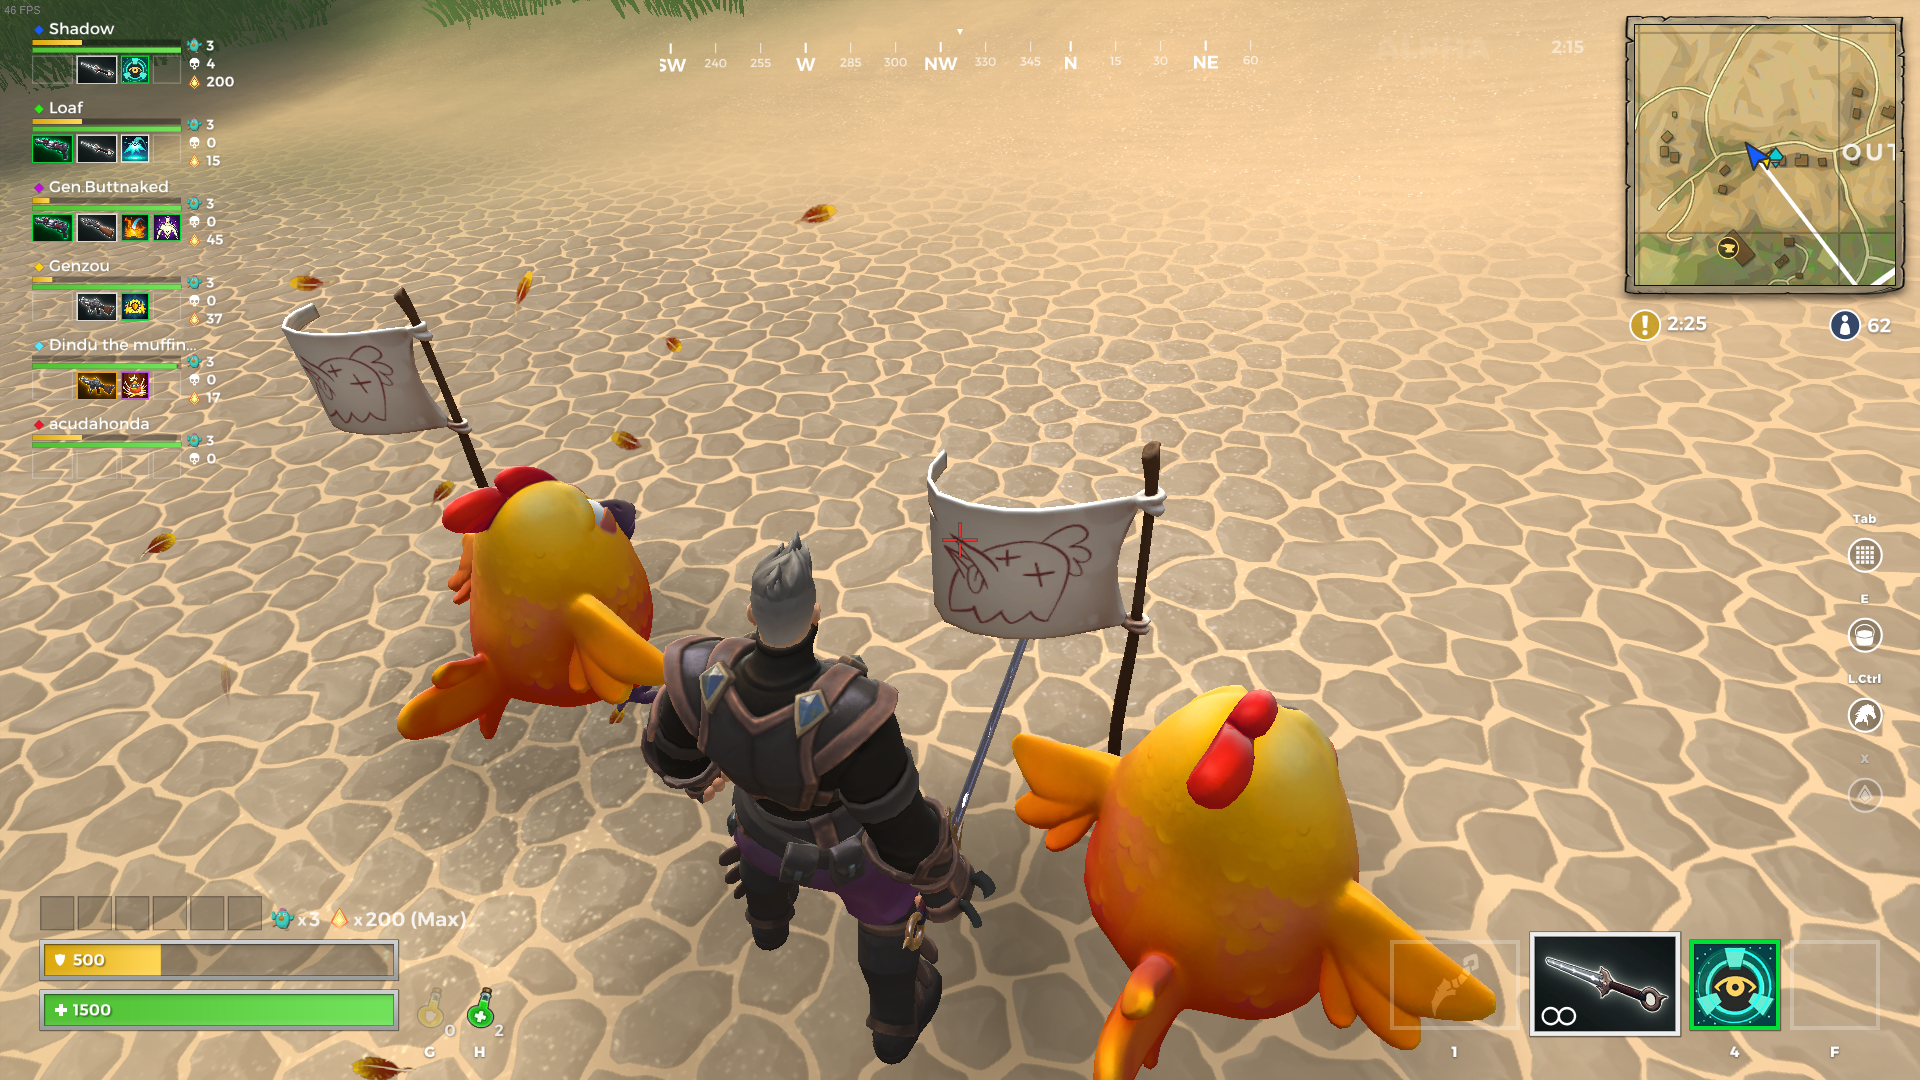 46 FPS
Shadow
3
4
200
Loaf
3
0
15
Gen.Buttnaked
3
0
45
Genzou
3
0
37
Dindu the muffin...
3
0
17
acudahonda
3
0
SW 240 255 W 285 300 NW 330 345 N 15 30 NE 60
2:15
OUT
2:25
62
Tab
E
L.Ctrl
X
x3 x200 (Max)
500
1500
0
2
G
H
1
4
F